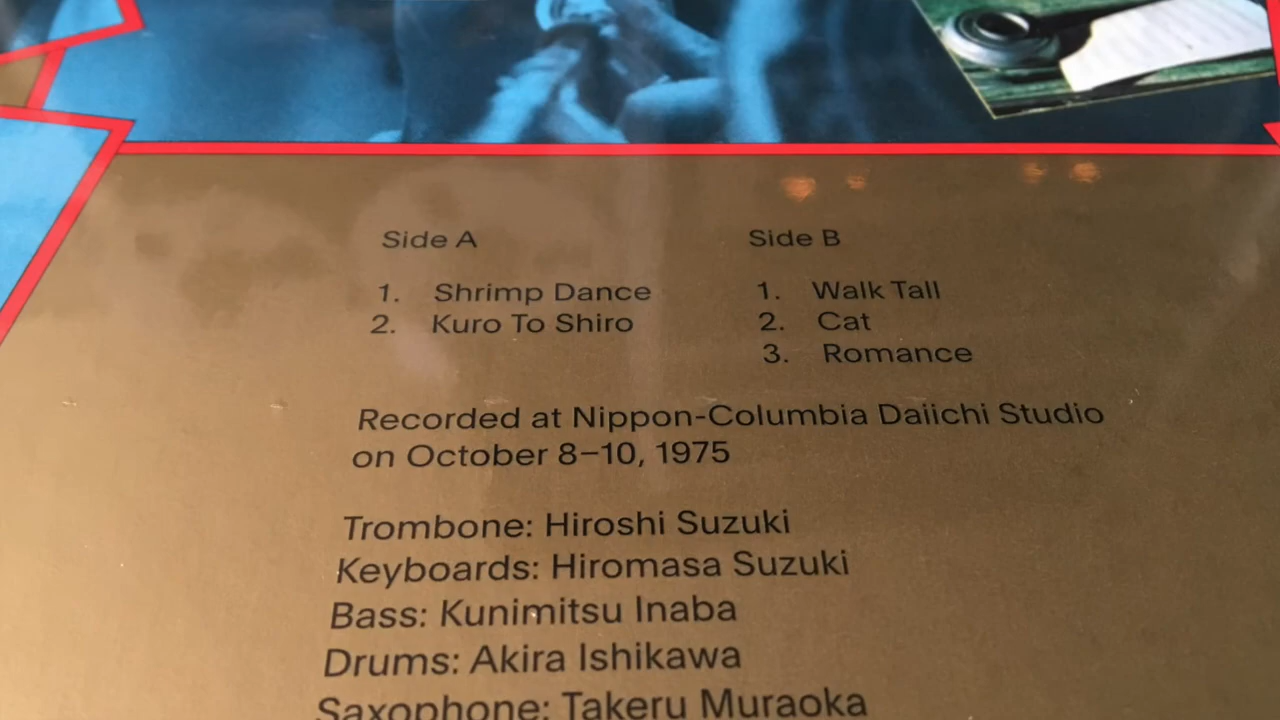 Side A
1. Shrimp Dance
2. Kuro To Shiro
Side B
1. Walk Tall
2. Cat
3. Romance
Recorded at Nippon-Columbia Daiichi Studio
on October 8–10, 1975
Trombone: Hiroshi Suzuki
Keyboards: Hiromasa Suzuki
Bass: Kunimitsu Inaba
Drums: Akira Ishikawa
Saxophone: Takeru Muraoka